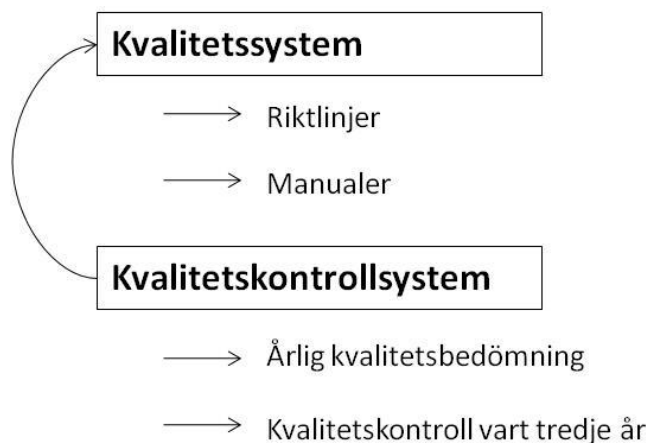 Kvalitetssystem
Riktlinjer
Manualer
Kvalitetskontrollsystem
Årlig kvalitetsbedömning
Kvalitetskontroll vart tredje år